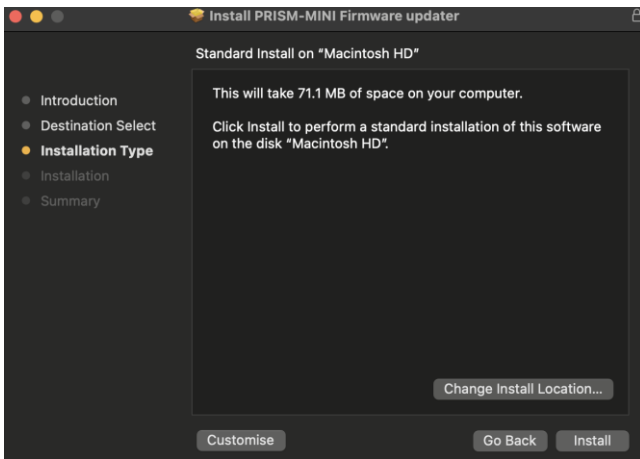 Install PRISM-MINI Firmware updater
Standard Install on “Macintosh HD”
Introduction
Destination Select
Installation Type
Installation
Summary
This will take 71.1 MB of space on your computer.
Click Install to perform a standard installation of this software
on the disk “Macintosh HD”.
Change Install Location...
Customise
Go Back
Install